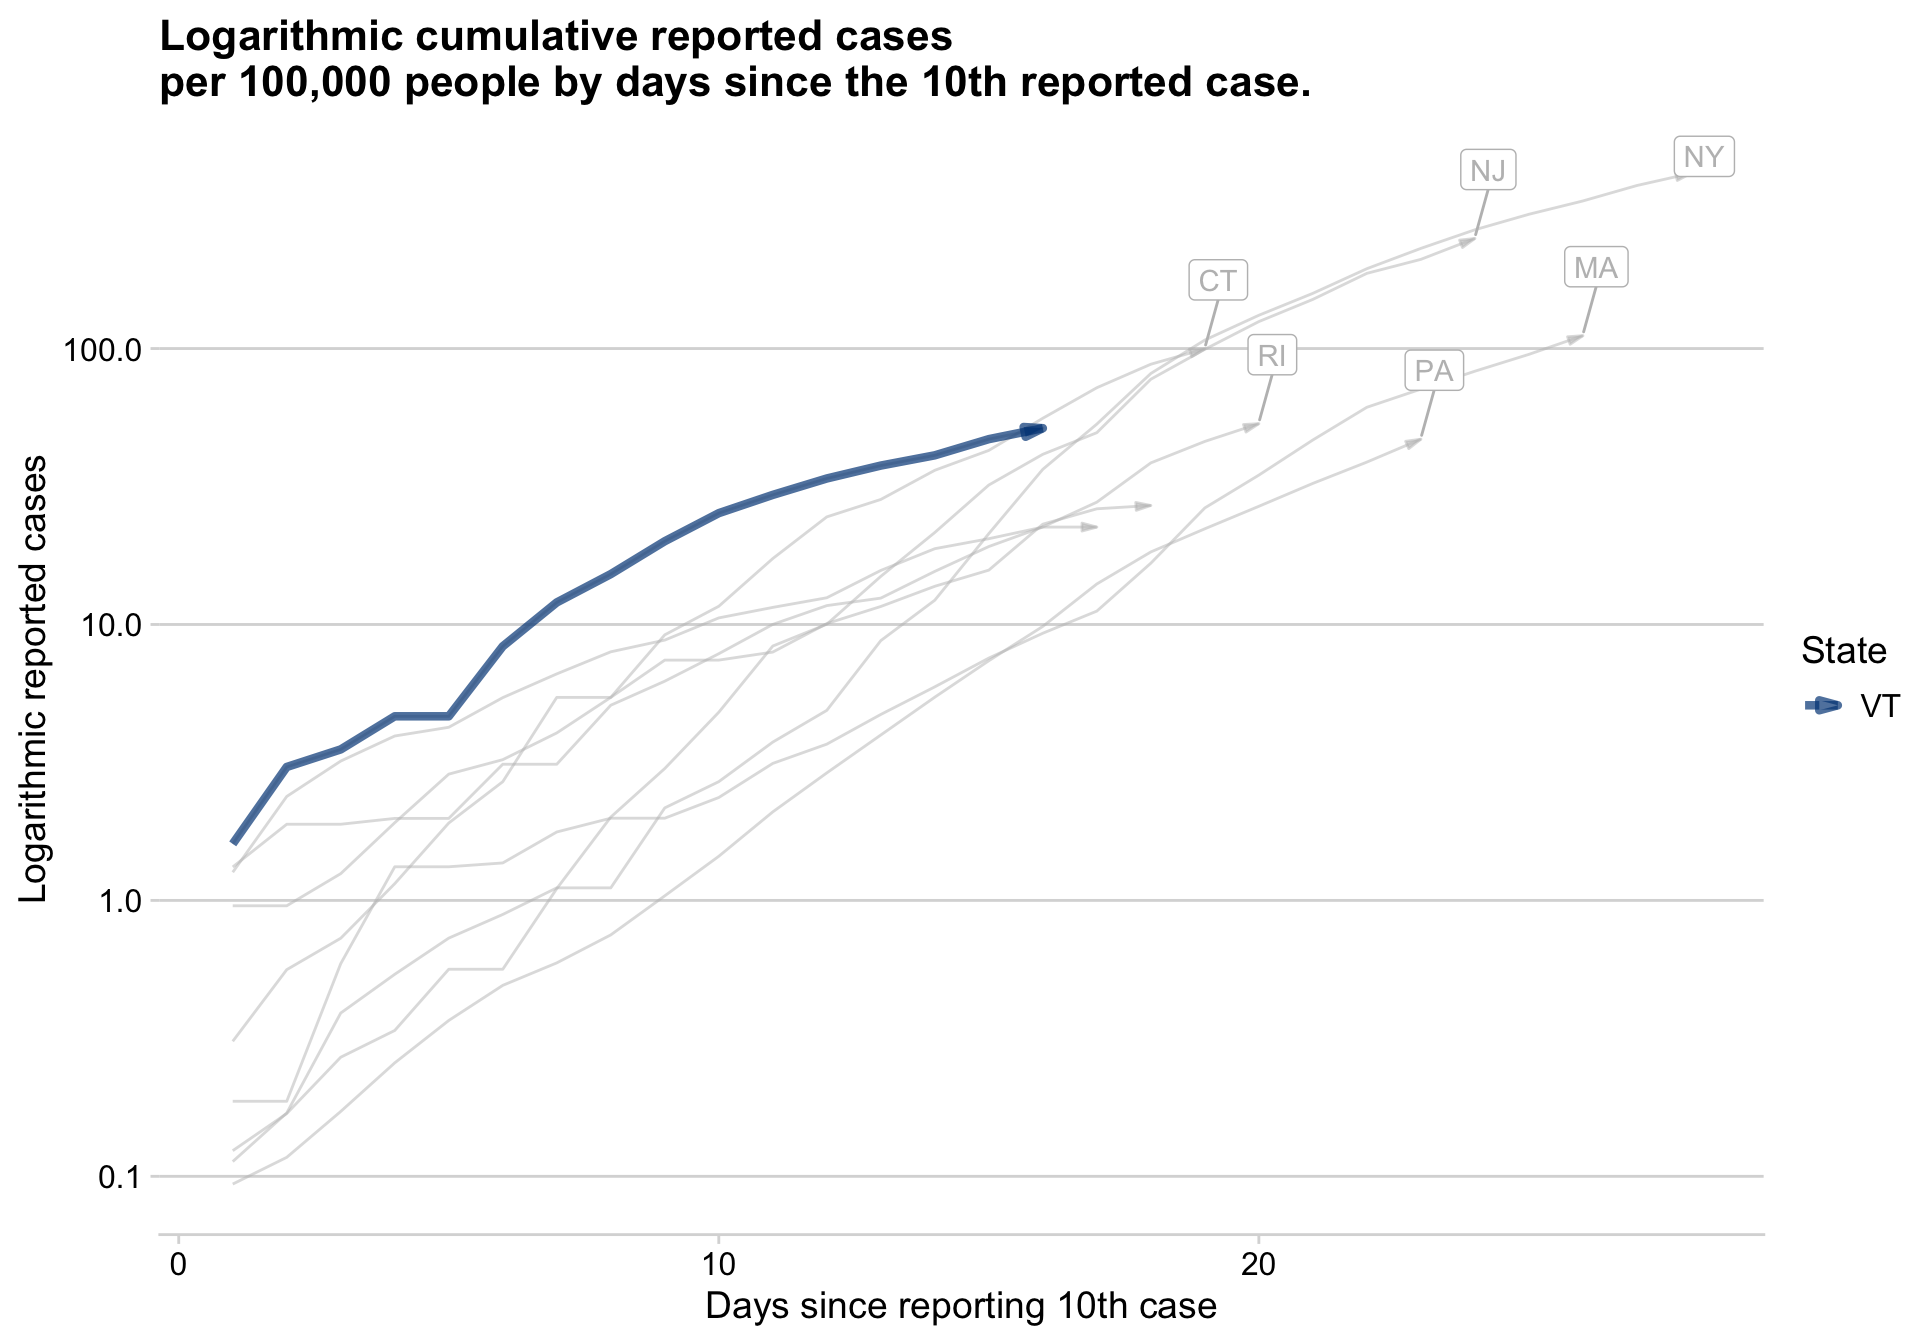 Logarithmic cumulative reported cases
per 100,000 people by days since the 10th reported case.
NY
NJ
MA
CT
RI
PA
100.0
10.0
1.0
0.1
Logarithmic reported cases
State
VT
0
10
20
Days since reporting 10th case